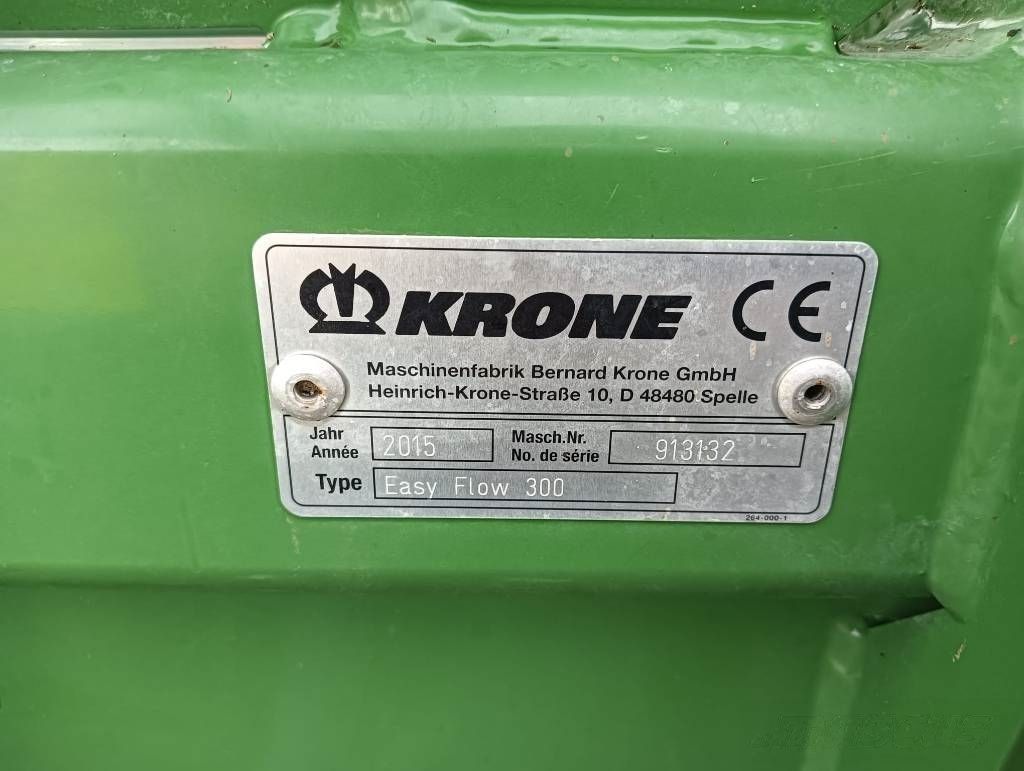 KRONE CE
Maschinenfabrik Bernard Krone GmbH
Heinrich-Krone-Straße 10, D 48480 Spelle
Jahr
Année
2015
Masch.Nr.
No. de série
913132
Type
Easy Flow 300
264-000-1